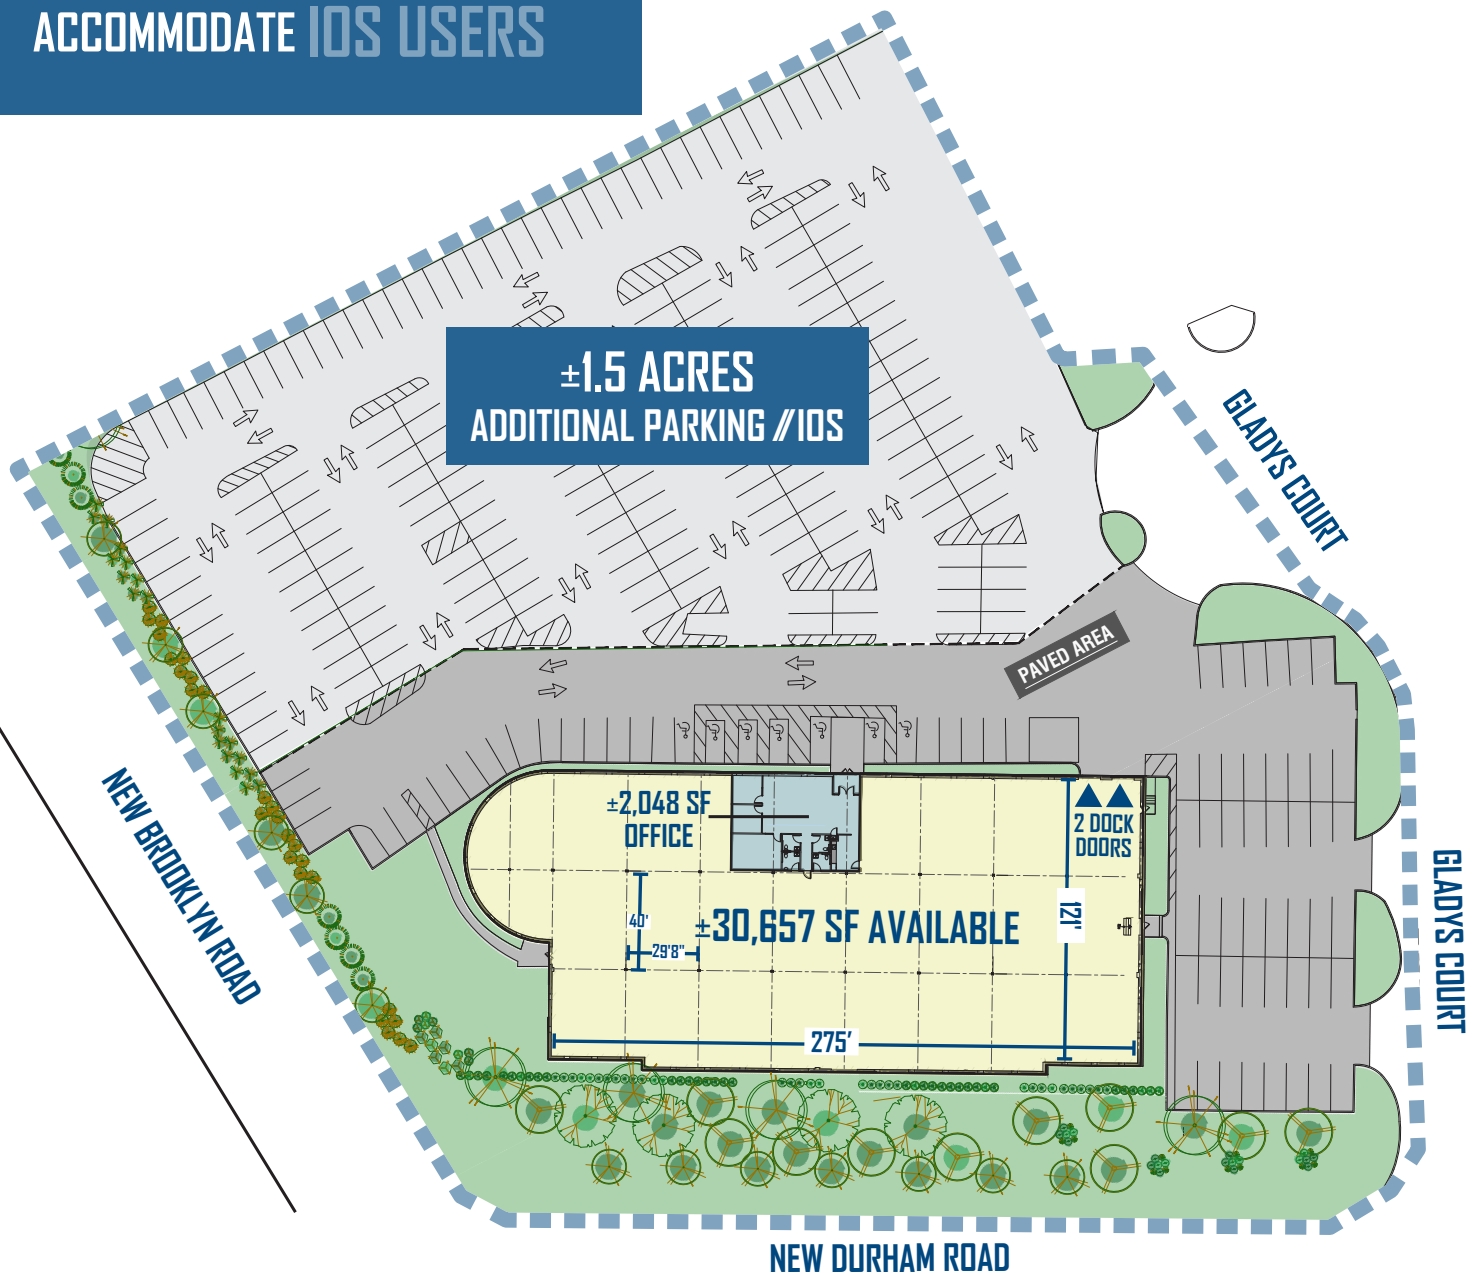 ACCOMMODATE IOS USERS
±1.5 ACRES
ADDITIONAL PARKING //IOS
GLADYS COURT
PAVED AREA
±2,048 SF
OFFICE
2 DOCK
DOORS
NEW BROOKLYN ROAD
40'
29'8"
±30,657 SF AVAILABLE
121'
GLADYS COURT
275'
NEW DURHAM ROAD